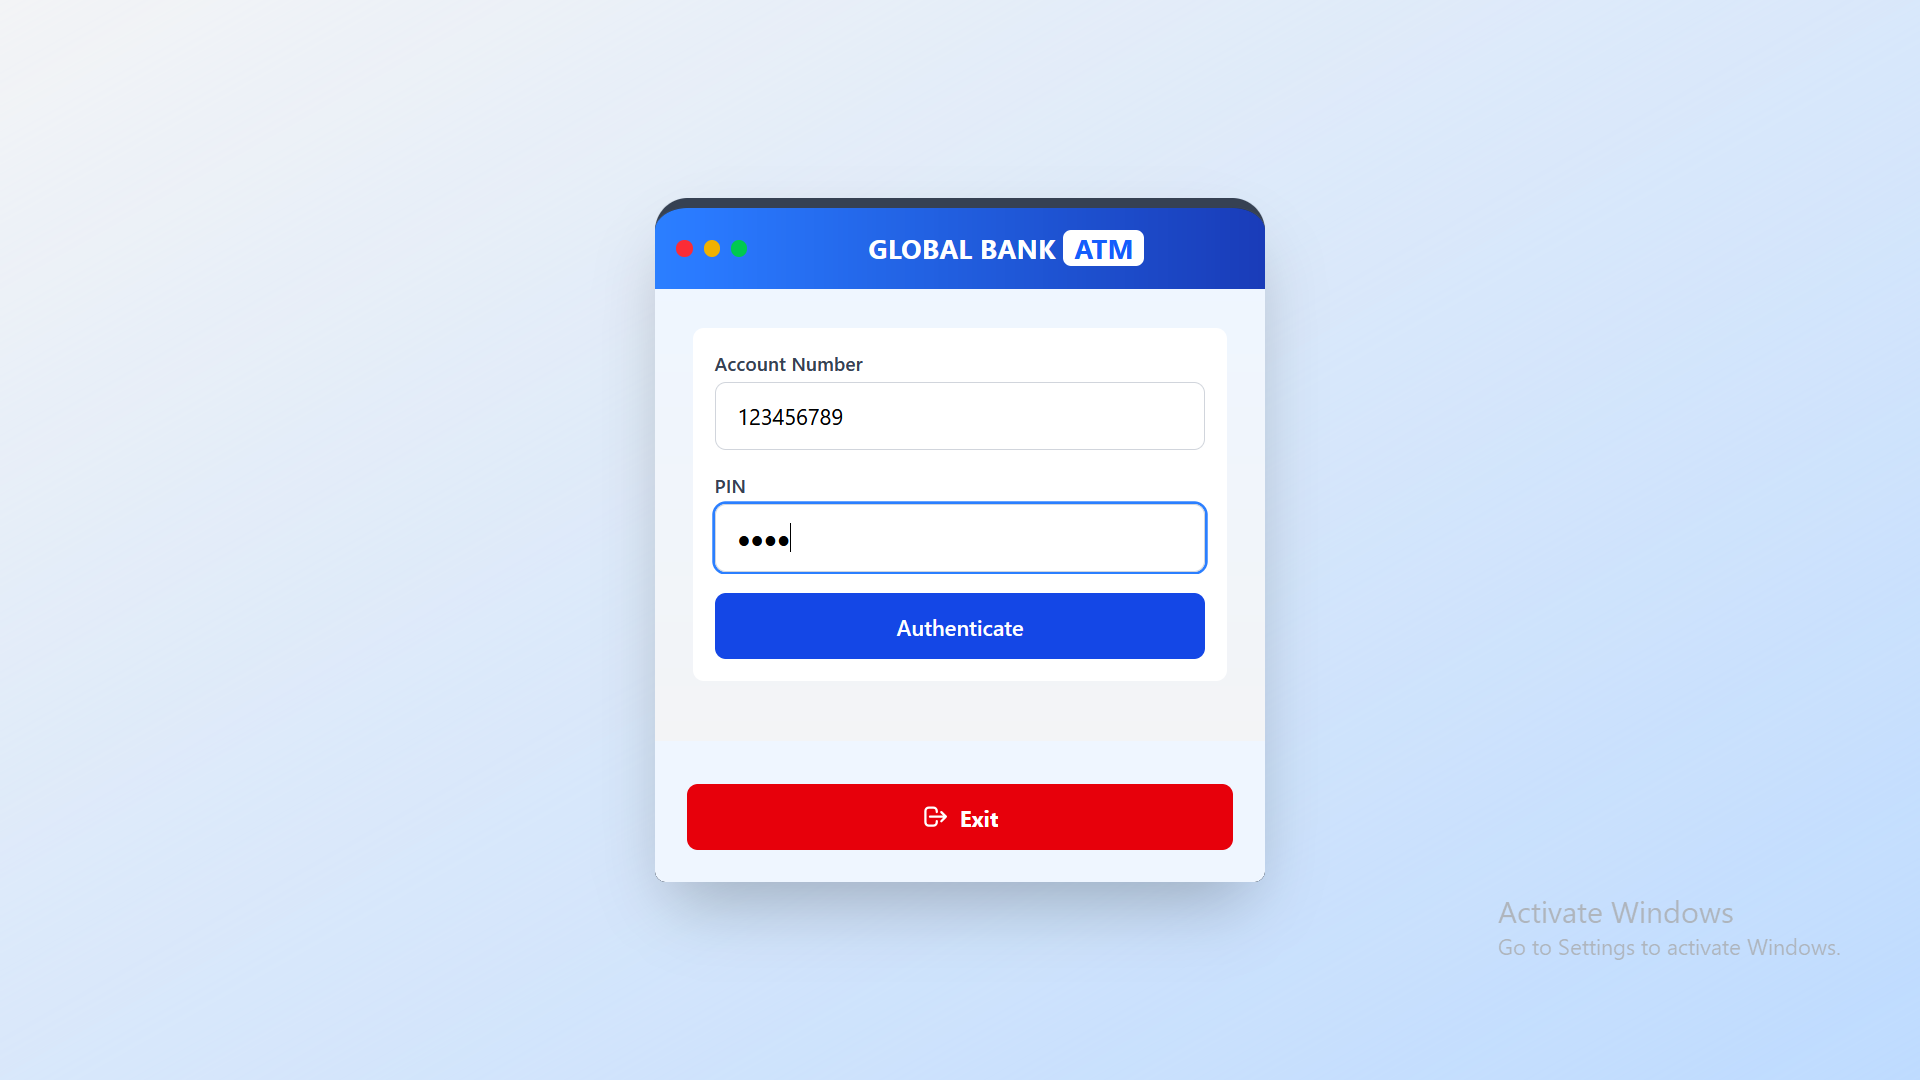 GLOBAL BANK ATM
Account Number
123456789
PIN
••••
Authenticate
Exit
Activate Windows
Go to Settings to activate Windows.